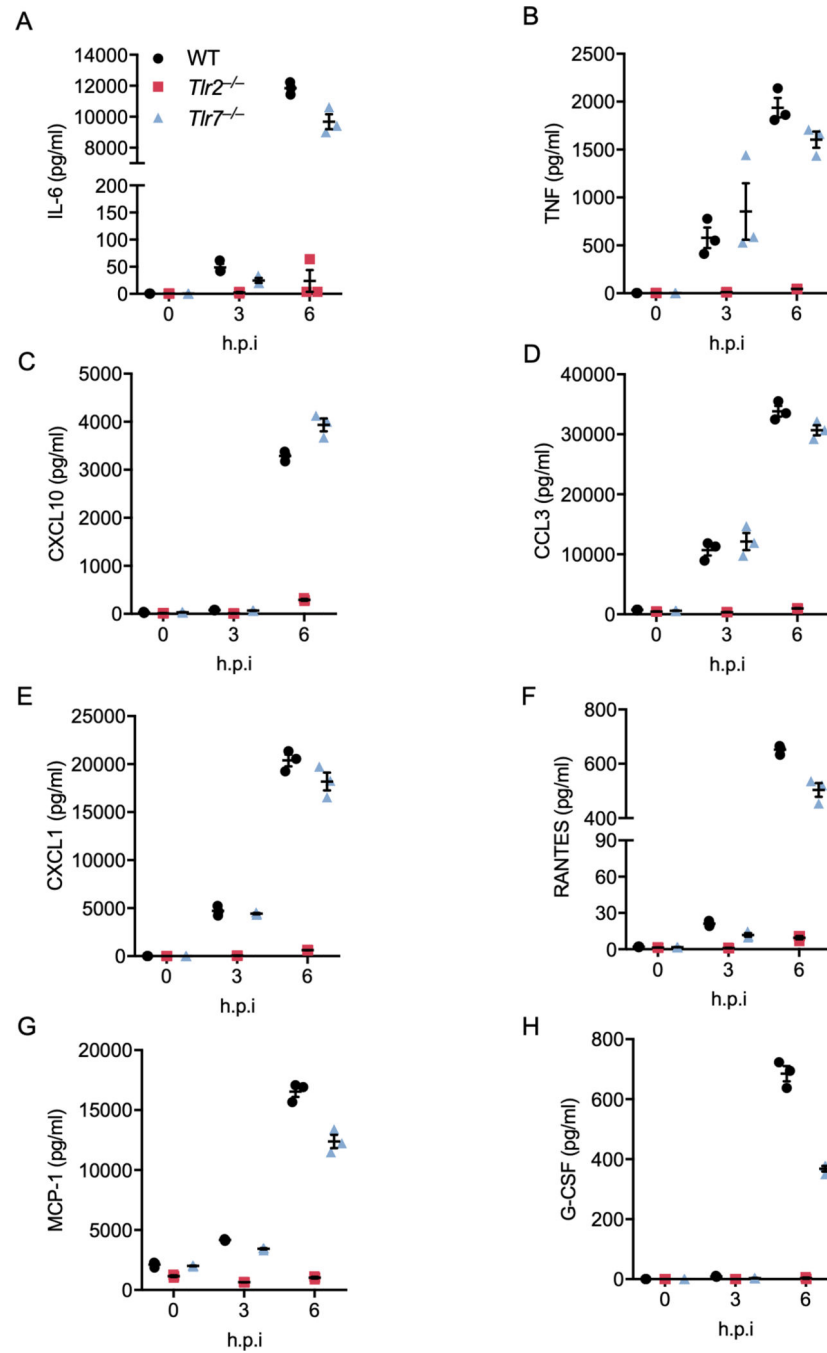 A
IL-6 (pg/ml)
14000
12000
10000
8000
200
150
100
50
0
WT
Tlr2–/–
Tlr7–/–
0 3 6
h.p.i
B
TNF (pg/ml)
2500
2000
1500
1000
500
0
0 3 6
h.p.i
C
CXCL10 (pg/ml)
5000
4000
3000
2000
1000
0
0 3 6
h.p.i
D
CCL3 (pg/ml)
40000
30000
20000
10000
0
0 3 6
h.p.i
E
CXCL1 (pg/ml)
25000
20000
15000
10000
5000
0
0 3 6
h.p.i
F
RANTES (pg/ml)
800
600
400
90
60
30
0
0 3 6
h.p.i
G
MCP-1 (pg/ml)
20000
15000
10000
5000
0
0 3 6
h.p.i
H
G-CSF (pg/ml)
800
600
400
200
0
0 3 6
h.p.i